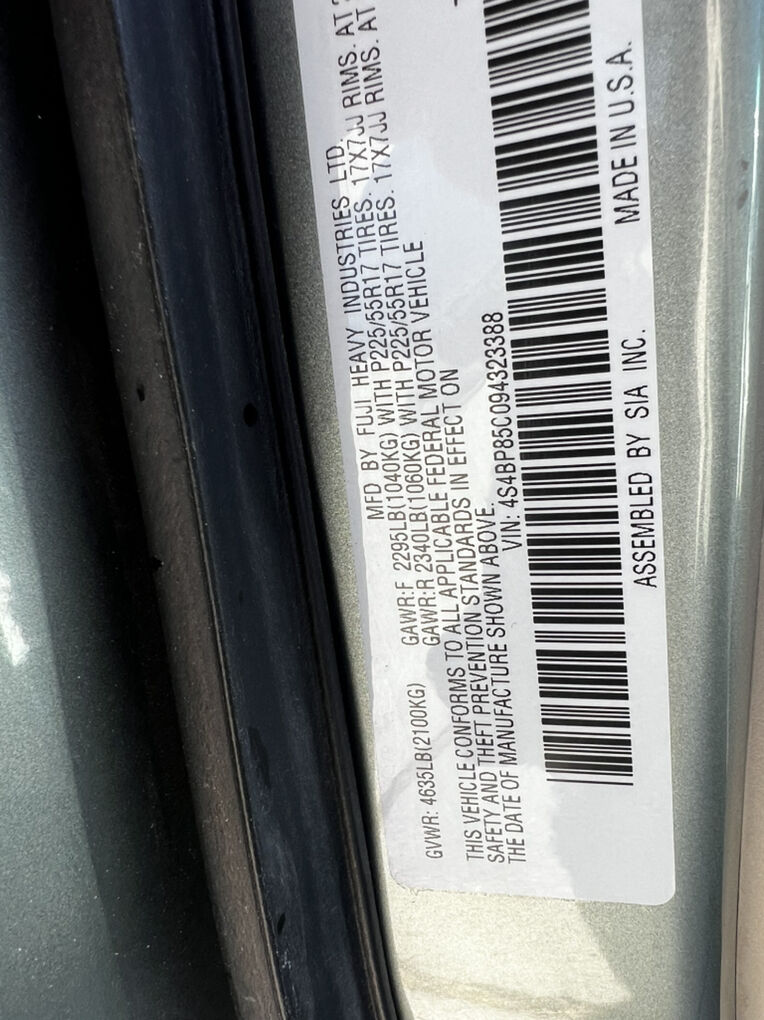 MFD BY FUJI HEAVY INDUSTRIES LTD.
GVWR: 4635LB(2100KG) GAWR:F 2295LB(1040KG) WITH P225/55R17 TIRES. 17X7JJ RIMS. AT
GAWR:R 2340LB(1060KG) WITH P225/55R17 TIRES. 17X7JJ RIMS. AT
THIS VEHICLE CONFORMS TO ALL APPLICABLE FEDERAL MOTOR VEHICLE
SAFETY AND THEFT PREVENTION STANDARDS IN EFFECT ON
THE DATE OF MANUFACTURE SHOWN ABOVE.
VIN: 4S4BP85C094323388
ASSEMBLED BY SIA INC. MADE IN U.S.A.